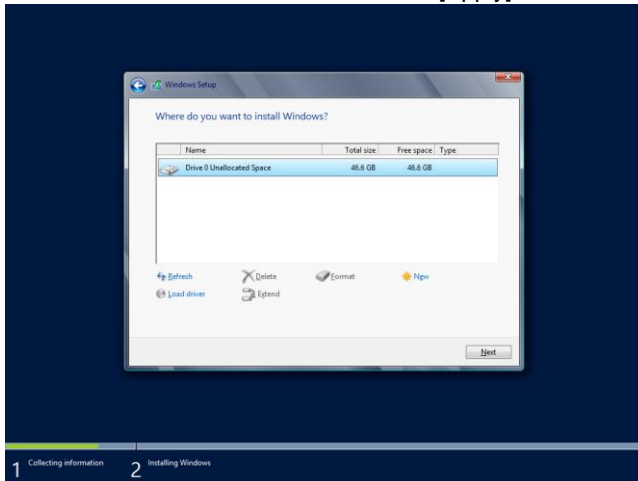 [Apply]
Windows Setup
Where do you want to install Windows?
Name Total size Free space Type
Drive 0 Unallocated Space 46.6 GB 46.6 GB
Refresh Delete Format New
Load driver Extend
Next
1 Collecting information 2 Installing Windows